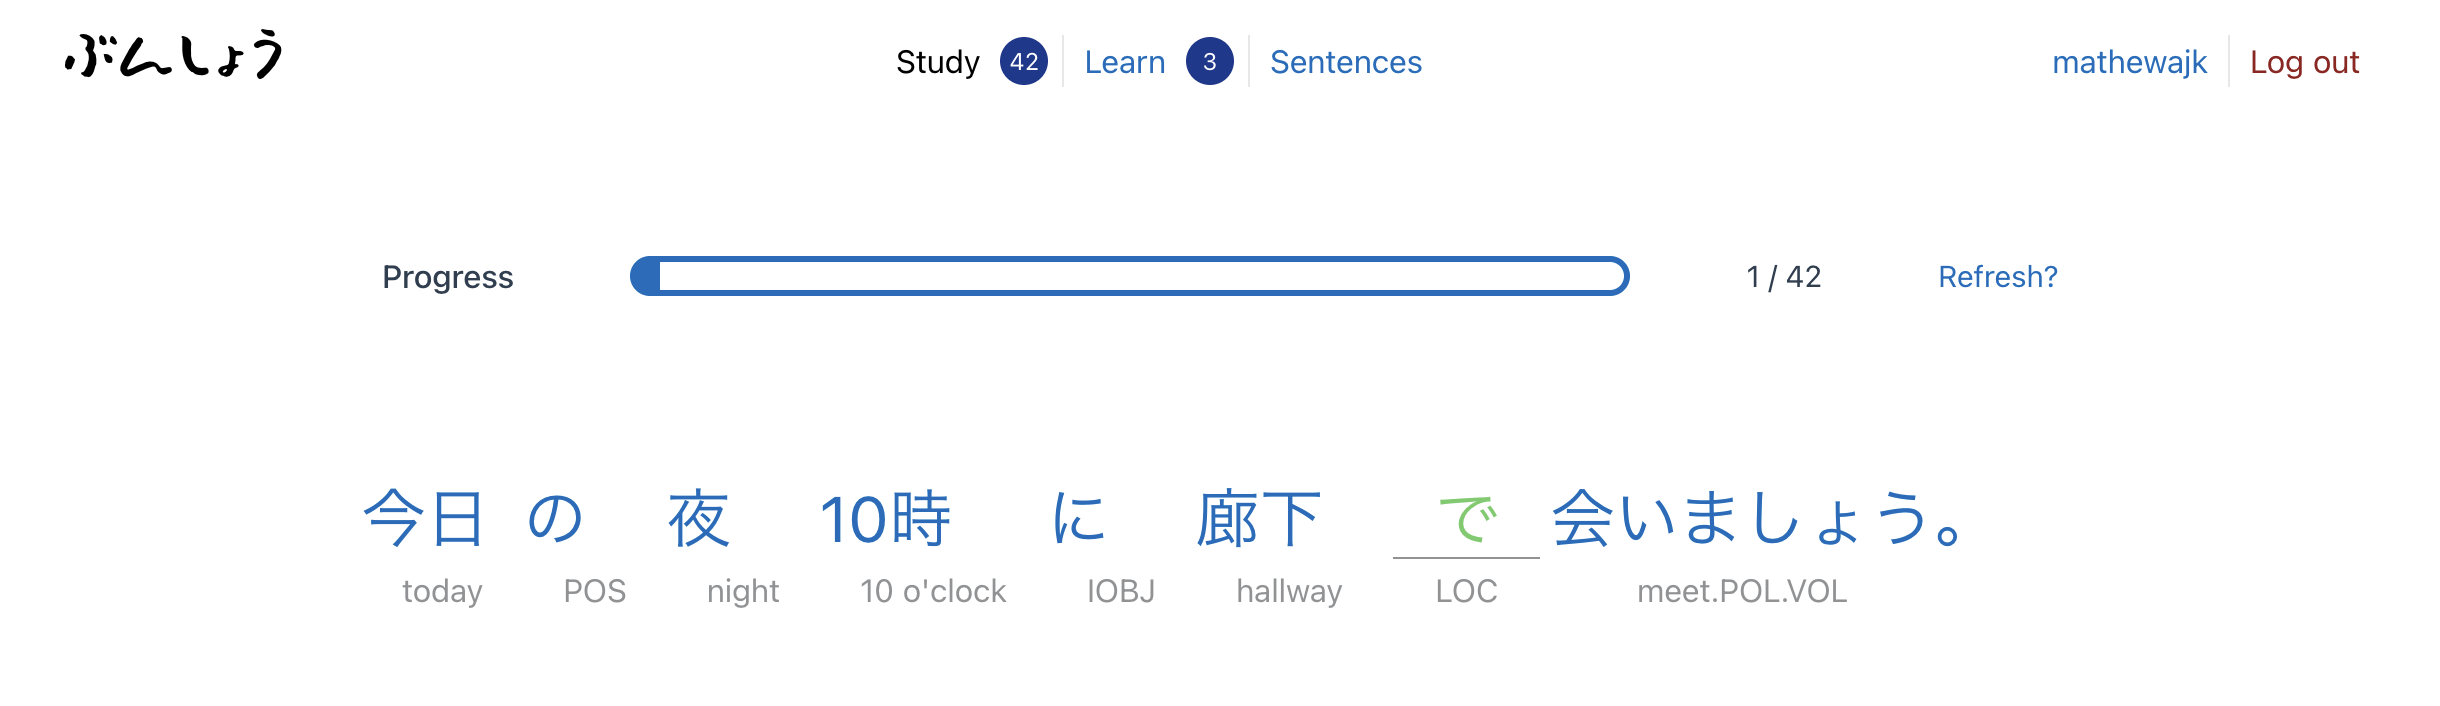 ぶんしょう Study 42 Learn 3 Sentences mathewajk Log out
Progress 1 / 42 Refresh?
今日 の 夜 10時 に 廊下 で 会いましょう。
today POS night 10 o'clock IOBJ hallway LOC meet.POL.VOL